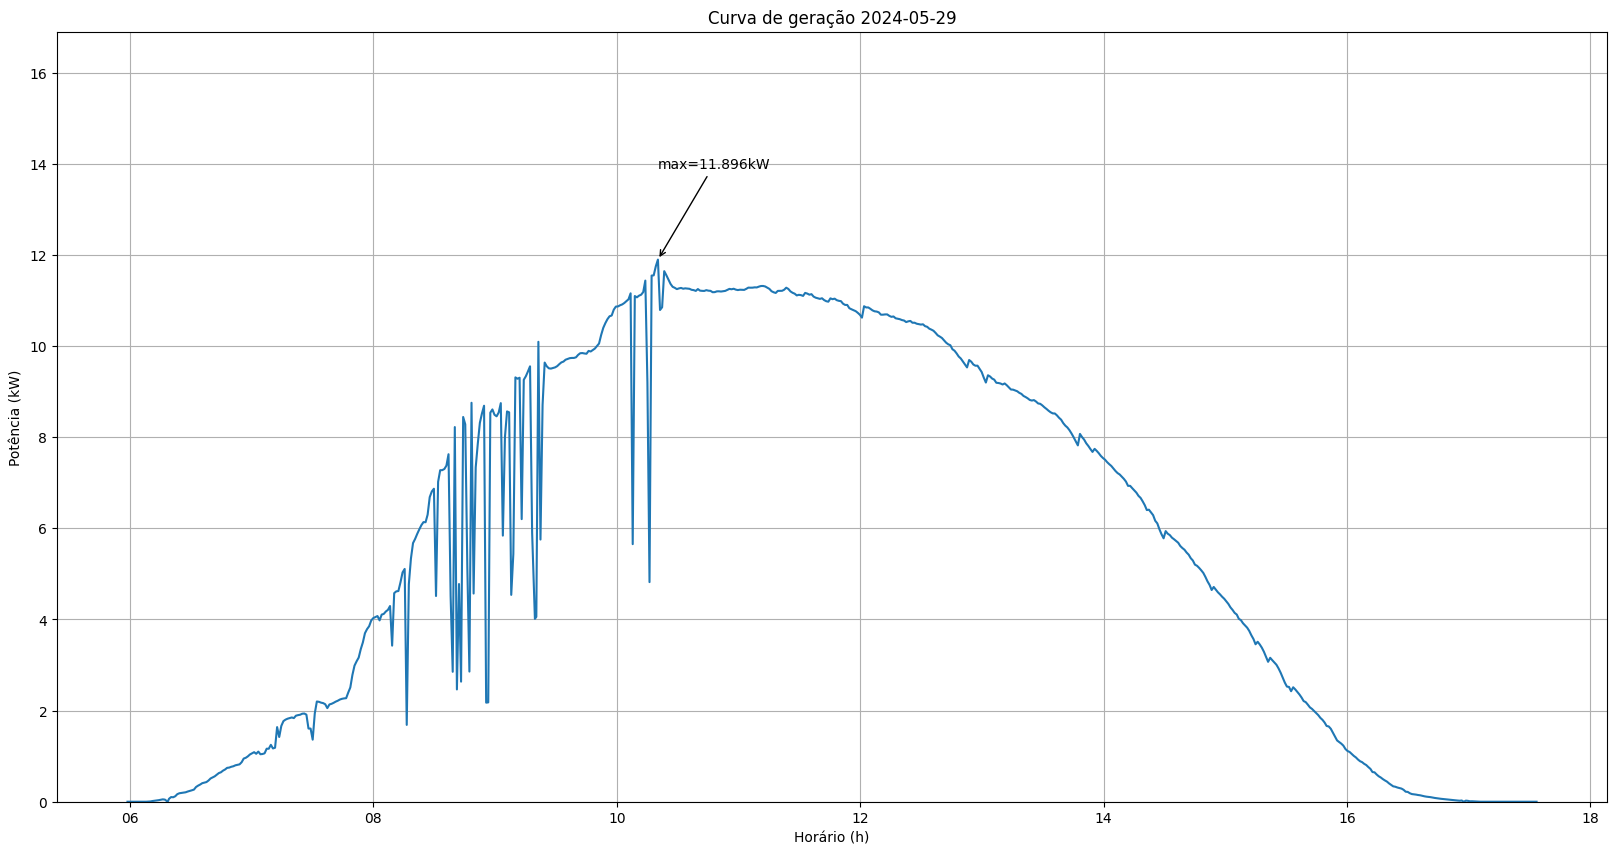 Curva de geração 2024-05-29
16
14
12
10
8
6
4
2
0
max=11.896kW
Potência (kW)
06 08 10 12 14 16 18
Horário (h)